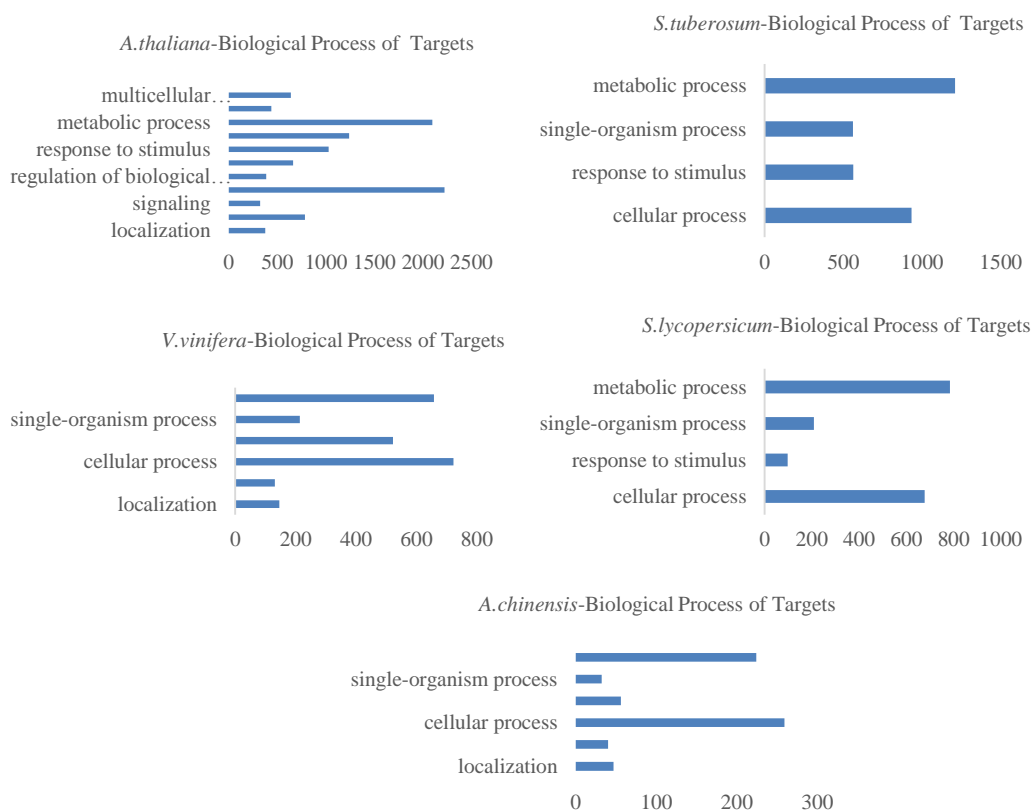 A.thaliana-Biological Process of Targets
multicellular…
metabolic process
response to stimulus
regulation of biological…
signaling
localization
0 500 1000 1500 2000 2500
S.tuberosum-Biological Process of Targets
metabolic process
single-organism process
response to stimulus
cellular process
0 500 1000 1500
V.vinifera-Biological Process of Targets
single-organism process
cellular process
localization
0 200 400 600 800
S.lycopersicum-Biological Process of Targets
metabolic process
single-organism process
response to stimulus
cellular process
0 200 400 600 800 1000
A.chinensis-Biological Process of Targets
single-organism process
cellular process
localization
0 100 200 300